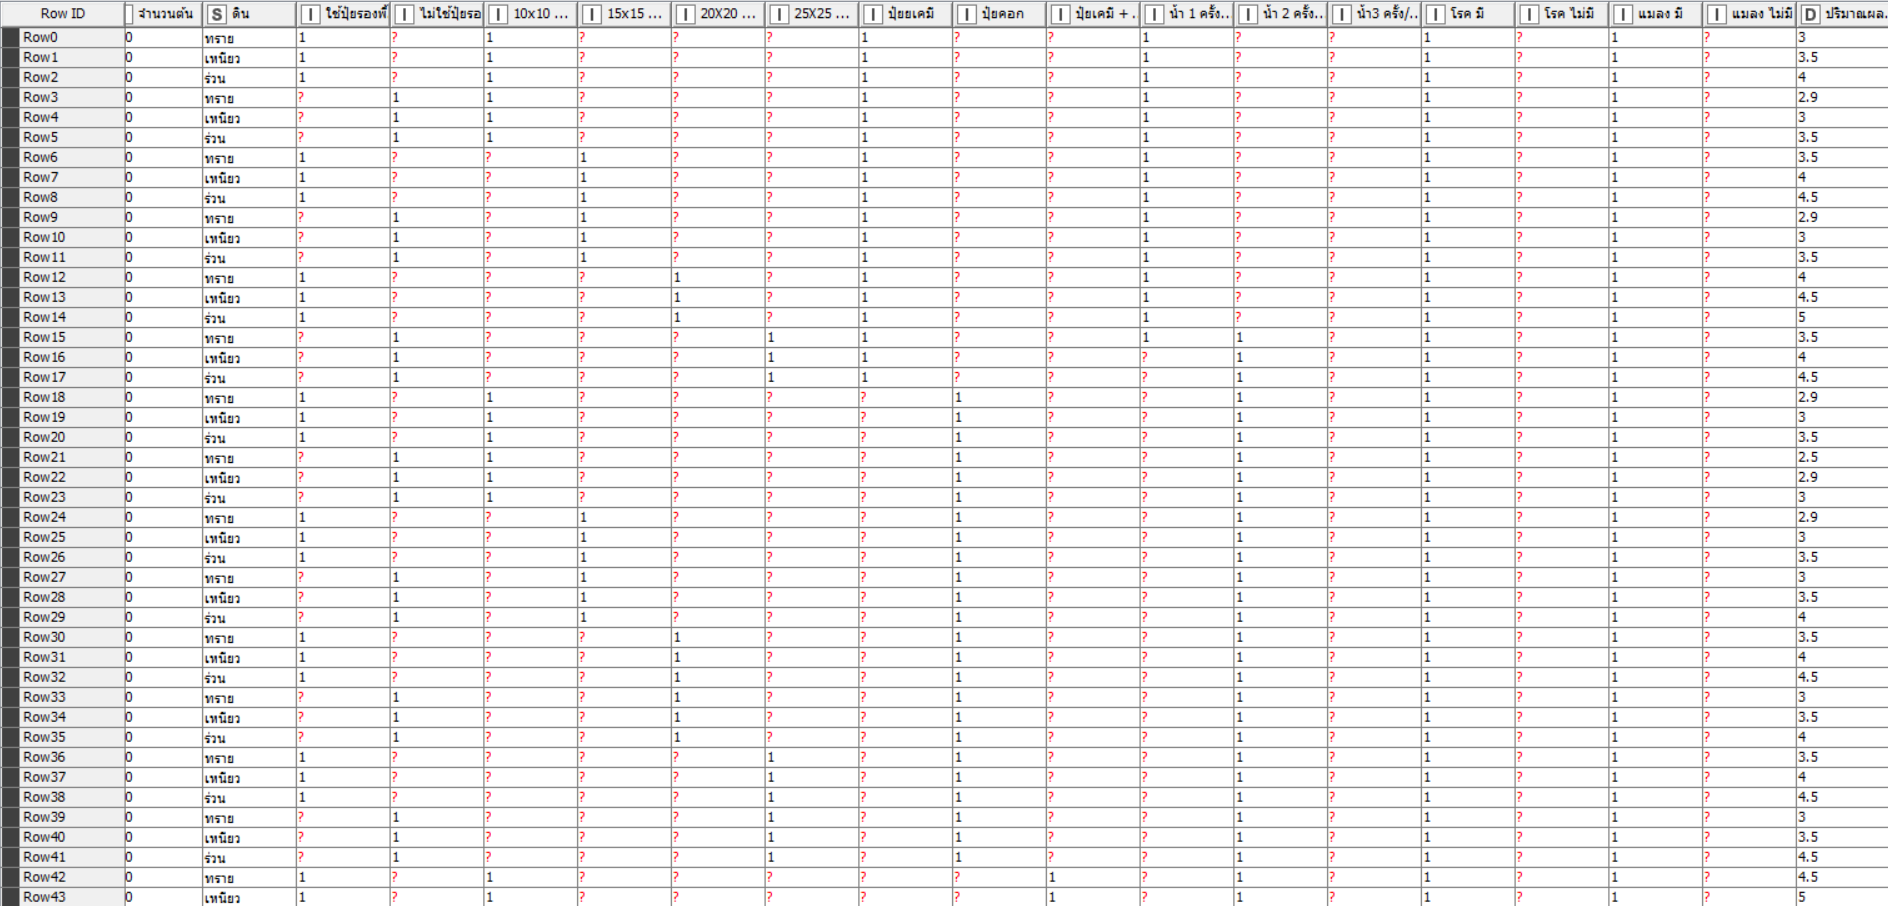 Row ID จำนวนต้น S ดิน I ใช้ปุ๋ยรองพื้ I ไม่ใช้ปุ๋ยรอ I 10x10 ... I 15x15 ... I 20X20 ... I 25X25 ... I ปุ๋ยยเคมี I ปุ๋ยคอก I ปุ๋ยเคมี + . I น้ำ 1 ครั้ง.. I น้ำ 2 ครั้ง.. I น้ำ3 ครั้ง/.. I โรค มี I โรค ไม่มี I แมลง มี I แมลง ไม่มี D ปริมาณผล.
Row0 0 ทราย 1 ? 1 ? ? ? 1 ? ? 1 ? ? 1 ? 1 ? 3
Row1 0 เหนียว 1 ? 1 ? ? ? 1 ? ? 1 ? ? 1 ? 1 ? 3.5
Row2 0 ร่วน 1 ? 1 ? ? ? 1 ? ? 1 ? ? 1 ? 1 ? 4
Row3 0 ทราย ? 1 1 ? ? ? 1 ? ? 1 ? ? 1 ? 1 ? 2.9
Row4 0 เหนียว ? 1 1 ? ? ? 1 ? ? 1 ? ? 1 ? 1 ? 3
Row5 0 ร่วน ? 1 1 ? ? ? 1 ? ? 1 ? ? 1 ? 1 ? 3.5
Row6 0 ทราย 1 ? ? 1 ? ? 1 ? ? 1 ? ? 1 ? 1 ? 3.5
Row7 0 เหนียว 1 ? ? 1 ? ? 1 ? ? 1 ? ? 1 ? 1 ? 4
Row8 0 ร่วน 1 ? ? 1 ? ? 1 ? ? 1 ? ? 1 ? 1 ? 4.5
Row9 0 ทราย ? 1 ? 1 ? ? 1 ? ? 1 ? ? 1 ? 1 ? 2.9
Row10 0 เหนียว ? 1 ? 1 ? ? 1 ? ? 1 ? ? 1 ? 1 ? 3
Row11 0 ร่วน ? 1 ? 1 ? ? 1 ? ? 1 ? ? 1 ? 1 ? 3.5
Row12 0 ทราย 1 ? ? ? 1 ? 1 ? ? 1 ? ? 1 ? 1 ? 4
Row13 0 เหนียว 1 ? ? ? 1 ? 1 ? ? 1 ? ? 1 ? 1 ? 4.5
Row14 0 ร่วน 1 ? ? ? 1 ? 1 ? ? 1 ? ? 1 ? 1 ? 5
Row15 0 ทราย ? 1 ? ? ? 1 1 ? ? 1 1 ? 1 ? 1 ? 3.5
Row16 0 เหนียว ? 1 ? ? ? 1 1 ? ? ? 1 ? 1 ? 1 ? 4
Row17 0 ร่วน ? 1 ? ? ? 1 1 ? ? ? 1 ? 1 ? 1 ? 4.5
Row18 0 ทราย 1 ? 1 ? ? ? ? 1 ? ? 1 ? 1 ? 1 ? 2.9
Row19 0 เหนียว 1 ? 1 ? ? ? ? 1 ? ? 1 ? 1 ? 1 ? 3
Row20 0 ร่วน 1 ? 1 ? ? ? ? 1 ? ? 1 ? 1 ? 1 ? 3.5
Row21 0 ทราย ? 1 1 ? ? ? ? 1 ? ? 1 ? 1 ? 1 ? 2.5
Row22 0 เหนียว ? 1 1 ? ? ? ? 1 ? ? 1 ? 1 ? 1 ? 2.9
Row23 0 ร่วน ? 1 1 ? ? ? ? 1 ? ? 1 ? 1 ? 1 ? 3
Row24 0 ทราย 1 ? ? 1 ? ? ? 1 ? ? 1 ? 1 ? 1 ? 2.9
Row25 0 เหนียว 1 ? ? 1 ? ? ? 1 ? ? 1 ? 1 ? 1 ? 3
Row26 0 ร่วน 1 ? ? 1 ? ? ? 1 ? ? 1 ? 1 ? 1 ? 3.5
Row27 0 ทราย ? 1 ? 1 ? ? ? 1 ? ? 1 ? 1 ? 1 ? 3
Row28 0 เหนียว ? 1 ? 1 ? ? ? 1 ? ? 1 ? 1 ? 1 ? 3.5
Row29 0 ร่วน ? 1 ? 1 ? ? ? 1 ? ? 1 ? 1 ? 1 ? 4
Row30 0 ทราย 1 ? ? ? 1 ? ? 1 ? ? 1 ? 1 ? 1 ? 3.5
Row31 0 เหนียว 1 ? ? ? 1 ? ? 1 ? ? 1 ? 1 ? 1 ? 4
Row32 0 ร่วน 1 ? ? ? 1 ? ? 1 ? ? 1 ? 1 ? 1 ? 4.5
Row33 0 ทราย ? 1 ? ? 1 ? ? 1 ? ? 1 ? 1 ? 1 ? 3
Row34 0 เหนียว ? 1 ? ? 1 ? ? 1 ? ? 1 ? 1 ? 1 ? 3.5
Row35 0 ร่วน ? 1 ? ? 1 ? ? 1 ? ? 1 ? 1 ? 1 ? 4
Row36 0 ทราย 1 ? ? ? ? 1 ? 1 ? ? 1 ? 1 ? 1 ? 3.5
Row37 0 เหนียว 1 ? ? ? ? 1 ? 1 ? ? 1 ? 1 ? 1 ? 4
Row38 0 ร่วน 1 ? ? ? ? 1 ? 1 ? ? 1 ? 1 ? 1 ? 4.5
Row39 0 ทราย ? 1 ? ? ? 1 ? 1 ? ? 1 ? 1 ? 1 ? 3
Row40 0 เหนียว ? 1 ? ? ? 1 ? 1 ? ? 1 ? 1 ? 1 ? 3.5
Row41 0 ร่วน ? 1 ? ? ? 1 ? 1 ? ? 1 ? 1 ? 1 ? 4.5
Row42 0 ทราย 1 ? 1 ? ? ? ? ? 1 ? 1 ? 1 ? 1 ? 4.5
Row43 0 เหนียว 1 ? 1 ? ? ? ? ? 1 ? 1 ? 1 ? 1 ? 5